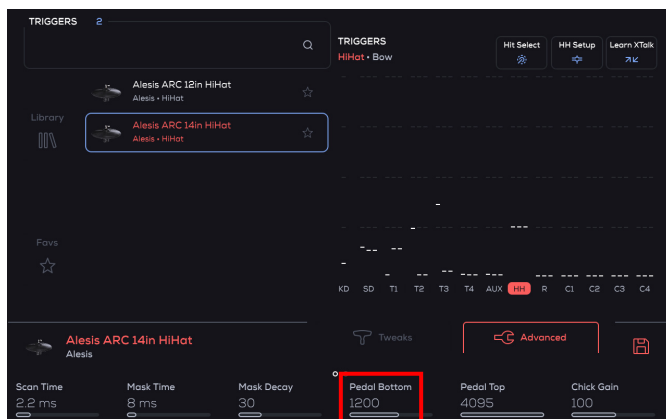 TRIGGERS 2
Alesis ARC 12in HiHat
Alesis • HiHat
Alesis ARC 14in HiHat
Alesis • HiHat
Library
Favs
TRIGGERS
HiHat • Bow
Hit Select
HH Setup
Learn XTalk
KD SD T1 T2 T3 T4 AUX HH R C1 C2 C3 C4
Alesis ARC 14in HiHat
Alesis
Tweaks
Advanced
Scan Time Mask Time Mask Decay Pedal Bottom Pedal Top Chick Gain
2.2 ms 8 ms 30 1200 4095 100